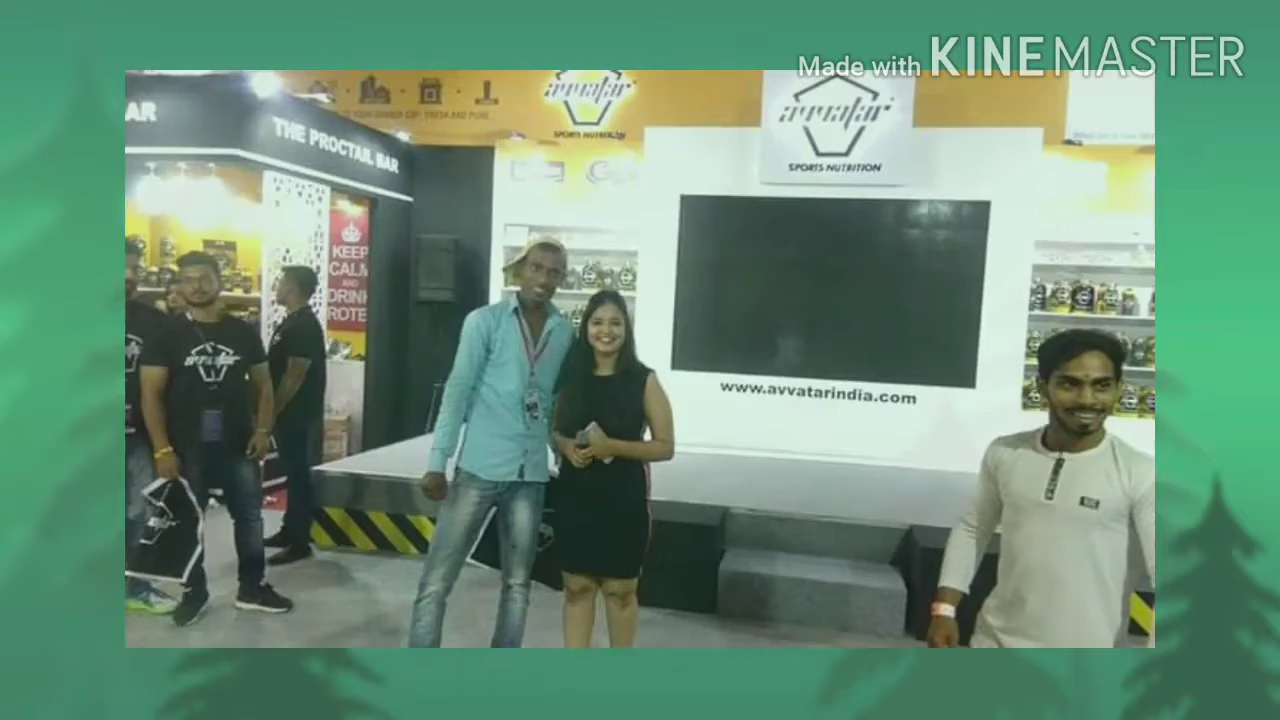 Made with KINEMASTER
AR
THE PROCTAIL BAR
avvatar
SPORTS NUTRITION
avvatar
SPORTS NUTRITION
KEEP
CALM
AND
DRINK
ROTE
avvatar
www.avvatarindia.com